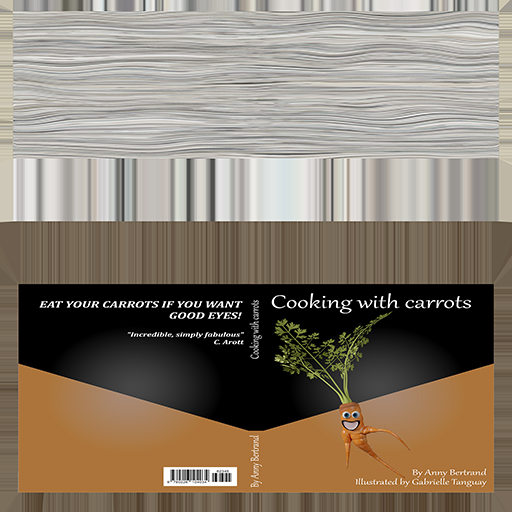 EAT YOUR CARROTS IF YOU WANT
GOOD EYES!
"Incredible, simply fabulous"
C. Arott
Cooking with carrots
By Anny Bertrand
Cooking with carrots
By Anny Bertrand
Illustrated by Gabrielle Tanguay